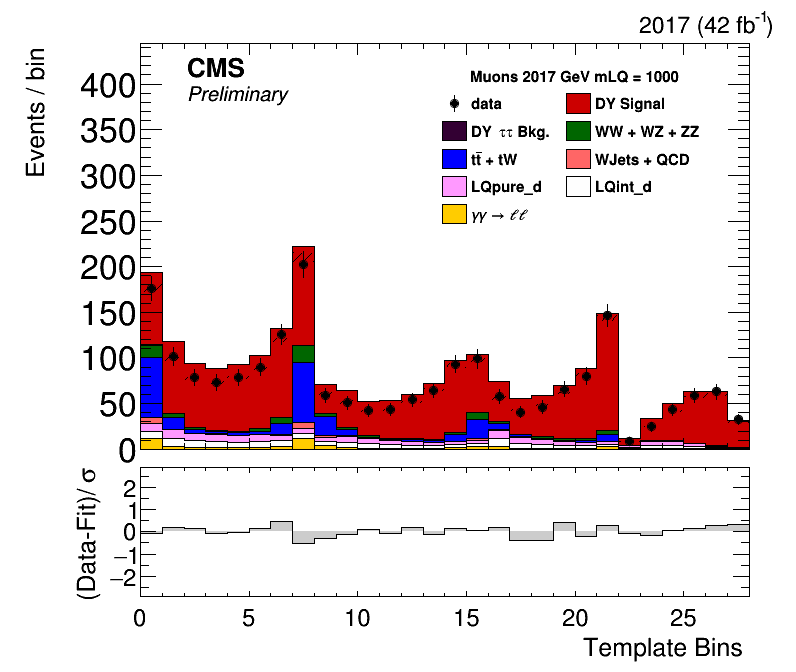 2017 (42 fb⁻¹)
CMS
Preliminary
Muons 2017 GeV mLQ = 1000
data
DY Signal
DY ττ Bkg.
WW + WZ + ZZ
tt̄ + tW
WJets + QCD
LQpure_d
LQint_d
γγ → ℓℓ
Events / bin
400
350
300
250
200
150
100
50
0
(Data-Fit)/ σ
2
1
0
−1
−2
0 5 10 15 20 25
Template Bins